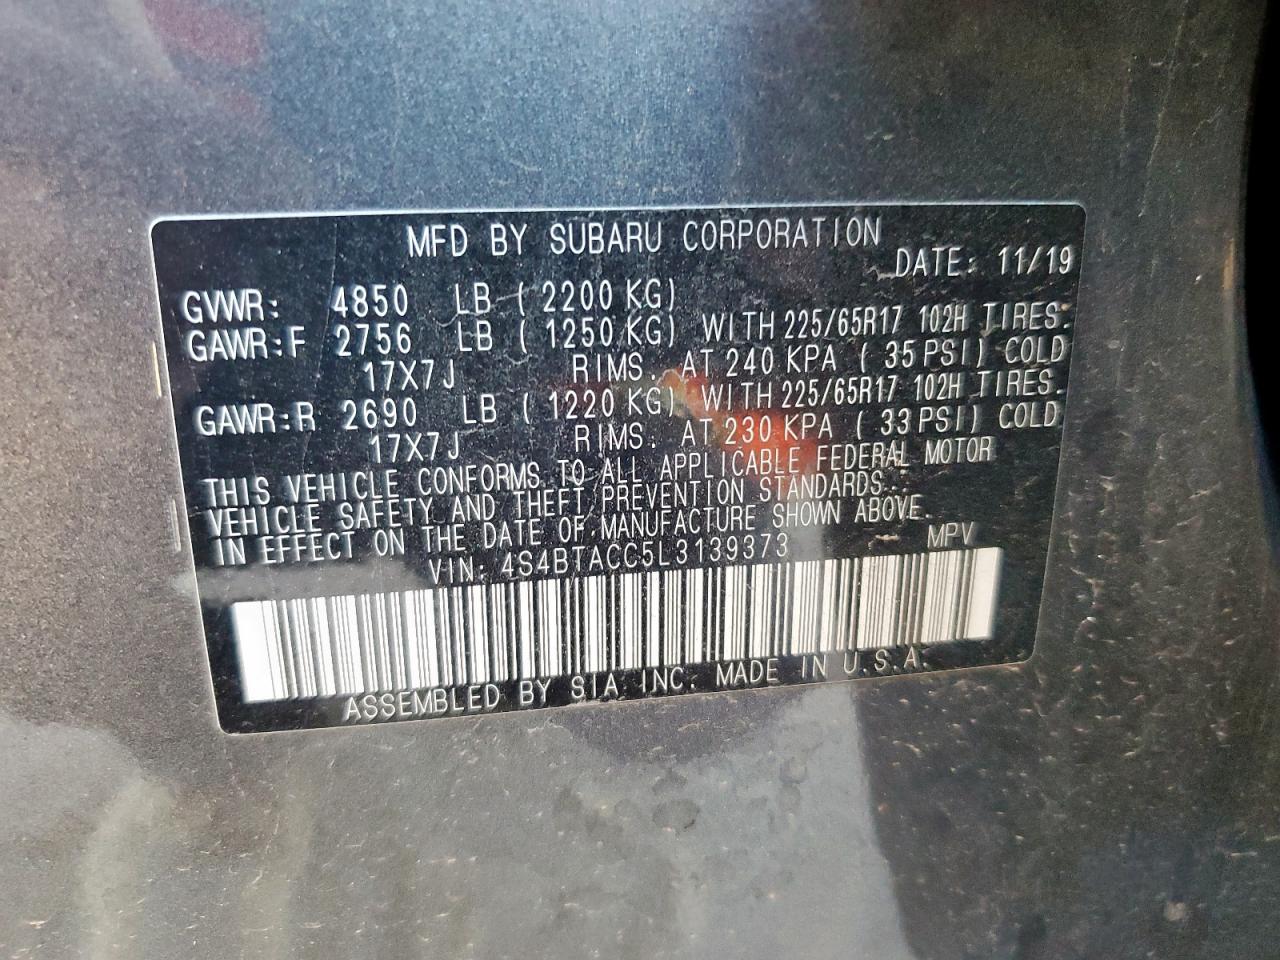 MFD BY SUBARU CORPORATION
DATE: 11/19
GVWR: 4850 LB ( 2200 KG)
GAWR:F 2756 LB ( 1250 KG) WITH 225/65R17 102H TIRES.
17X7J RIMS. AT 240 KPA ( 35 PSI) COLD
GAWR:R 2690 LB ( 1220 KG) WITH 225/65R17 102H TIRES.
17X7J RIMS. AT 230 KPA ( 33 PSI) COLD
THIS VEHICLE CONFORMS TO ALL APPLICABLE FEDERAL MOTOR
VEHICLE SAFETY AND THEFT PREVENTION STANDARDS
IN EFFECT ON THE DATE OF MANUFACTURE SHOWN ABOVE.
VIN: 4S4BTACC5L3139373 MPV
ASSEMBLED BY SIA INC. MADE IN U.S.A.